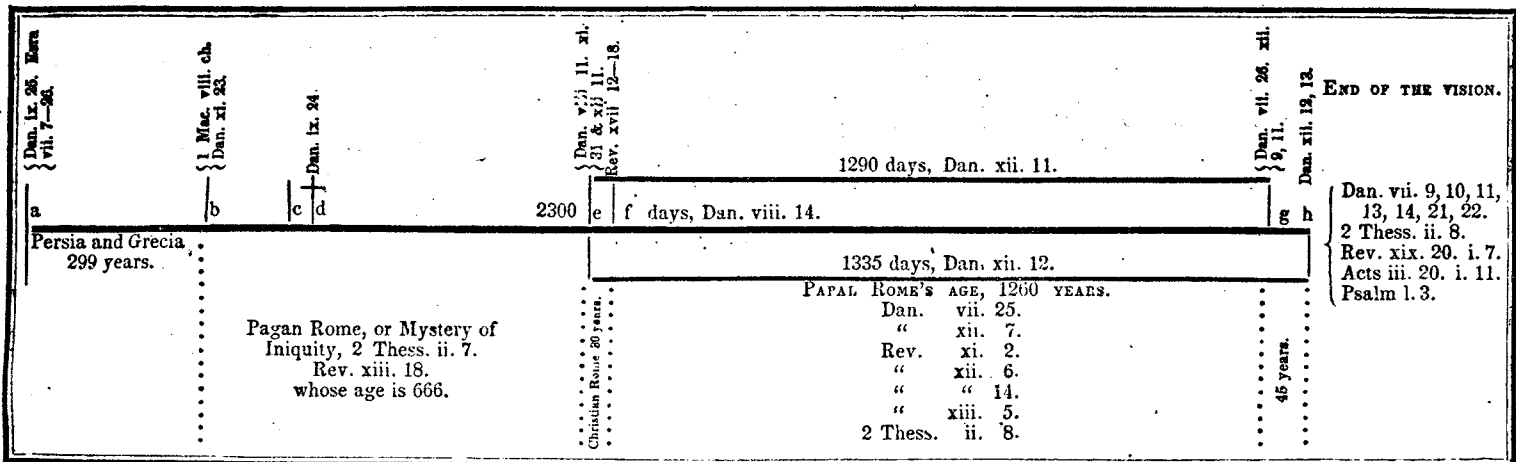 Dan. ix. 25. Ezra
vii. 7—26.
1 Mac. viii. ch.
Dan. xi. 23.
Dan. ix. 24.
Dan. viii 11. xi.
31 & xii 11.
Rev. xvii 12—18.
Dan. vii. 26. xii.
9, 11.
Dan. xii. 12, 13.
END OF THE VISION.
1290 days, Dan. xii. 11.
a
b
c
d
2300
e
f
days, Dan. viii. 14.
g
h
Dan. vii. 9, 10, 11,
13, 14, 21, 22.
2 Thess. ii. 8.
Rev. xix. 20. i. 7.
Acts iii. 20. i. 11.
Psalm l. 3.
Persia and Grecia
299 years.
1335 days, Dan. xii. 12.
Pagan Rome, or Mystery of
Iniquity, 2 Thess. ii. 7.
Rev. xiii. 18.
whose age is 666.
Christian Rome 30 years.
PAPAL ROME'S AGE, 1260 YEARS.
Dan. vii. 25.
“ xii. 7.
Rev. xi. 2.
“ xii. 6.
“ “ 14.
“ xiii. 5.
2 Thess. ii. 8.
45 years.